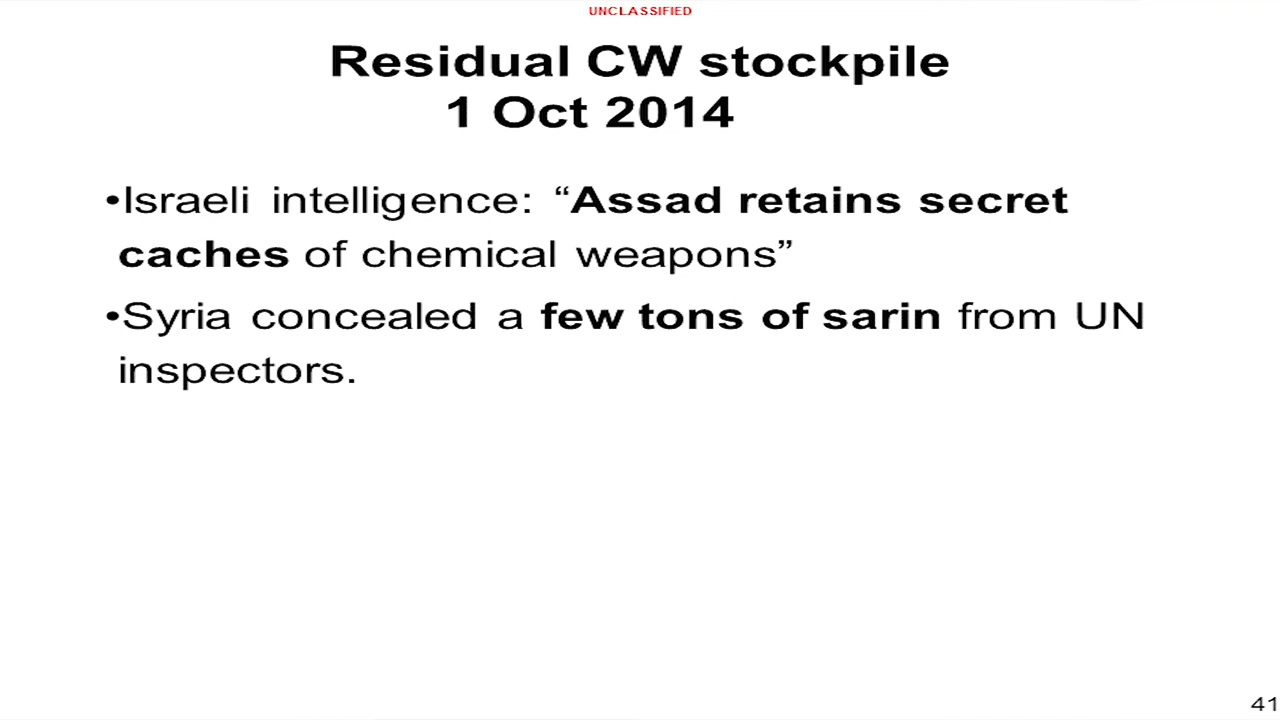 UNCLASSIFIED
Residual CW stockpile
1 Oct 2014
•Israeli intelligence: “Assad retains secret
caches of chemical weapons”
•Syria concealed a few tons of sarin from UN
inspectors.
41